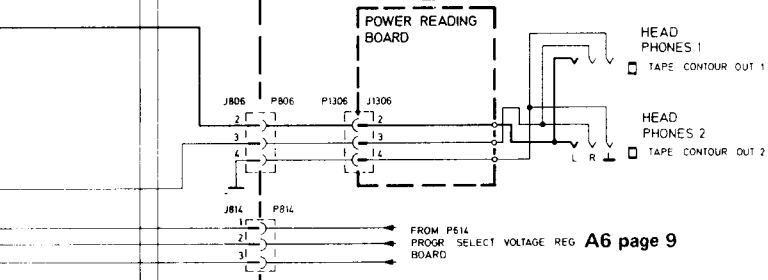 POWER READING
BOARD
HEAD
PHONES 1
TAPE CONTOUR OUT 1
J806 P806 P1306 J1306
2 2
3 3
4 4
HEAD
PHONES 2
TAPE CONTOUR OUT 2
L R
J814 P814
1
2
3
FROM P614
PROGR SELECT VOLTAGE REG A6 page 9
BOARD